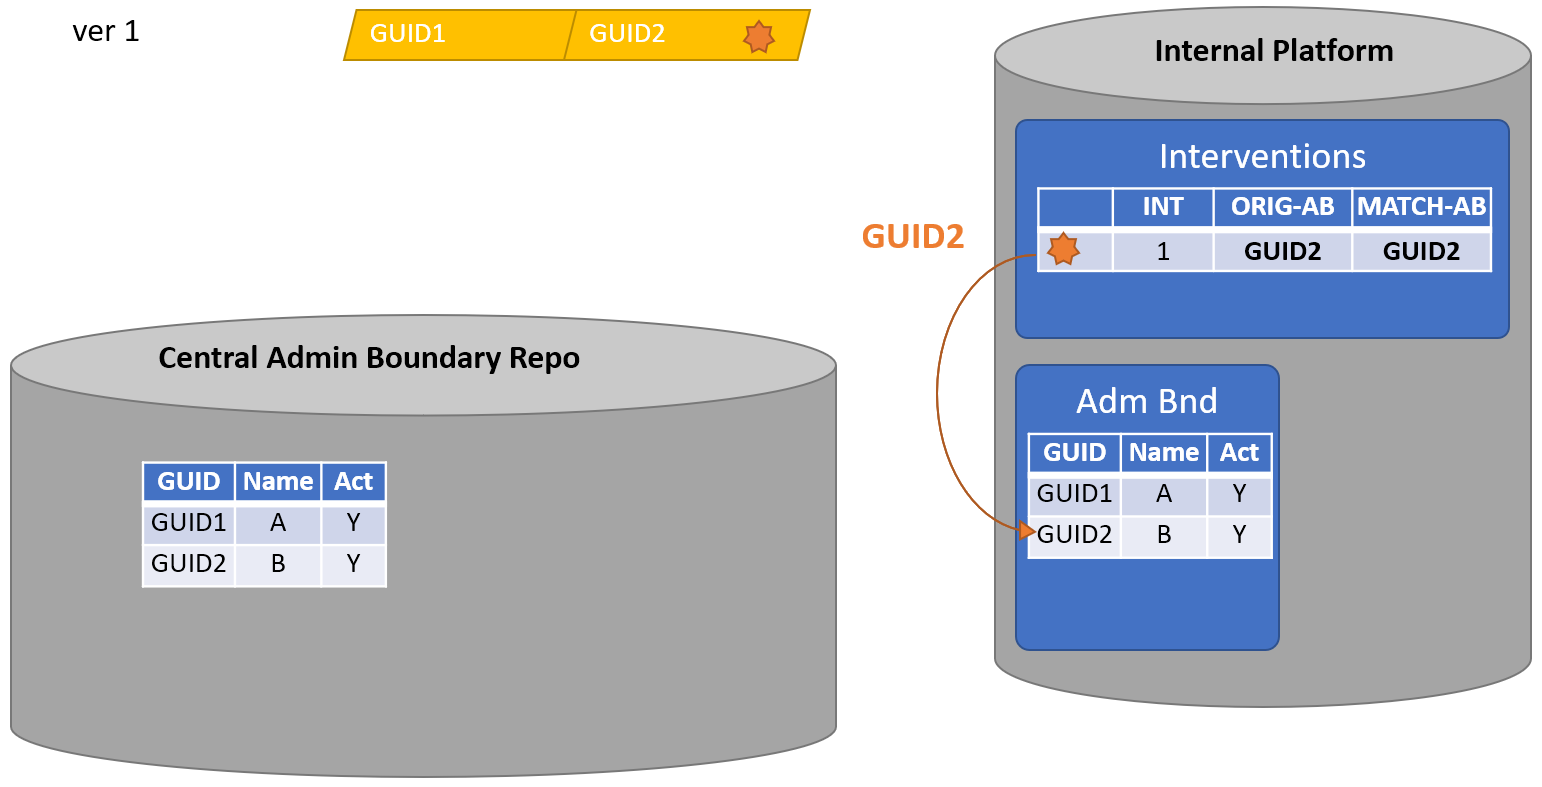 ver 1
GUID1 GUID2
Internal Platform
Interventions
INT ORIG-AB MATCH-AB
1 GUID2 GUID2
GUID2
Central Admin Boundary Repo
GUID Name Act
GUID1 A Y
GUID2 B Y
Adm Bnd
GUID Name Act
GUID1 A Y
GUID2 B Y